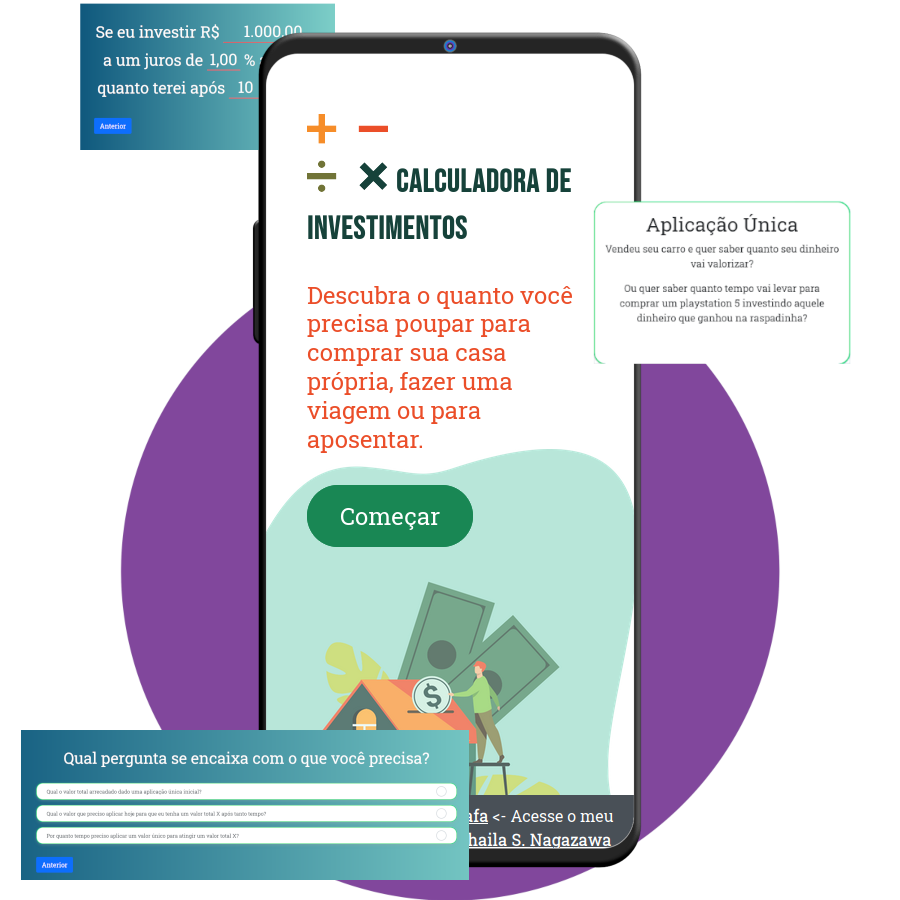 Se eu investir R$ 1.000,00
a um juros de 1,00 %
quanto terei após 10
Anterior
CALCULADORA DE
INVESTIMENTOS
Descubra o quanto você
precisa poupar para
comprar sua casa
própria, fazer uma
viagem ou para
aposentar.
Começar
Aplicação Única
Vendeu seu carro e quer saber quanto seu dinheiro
vai valorizar?
Ou quer saber quanto tempo vai levar para
comprar um playstation 5 investindo aquele
dinheiro que ganhou na raspadinha?
$
Qual pergunta se encaixa com o que você precisa?
Qual o valor total arrecadado dado uma aplicação única inicial?
Qual o valor que preciso aplicar hoje para que eu tenha um valor total X após tanto tempo?
Por quanto tempo preciso aplicar um valor único para atingir um valor total X?
Anterior
afa <- Acesse o meu
haila S. Nagazawa